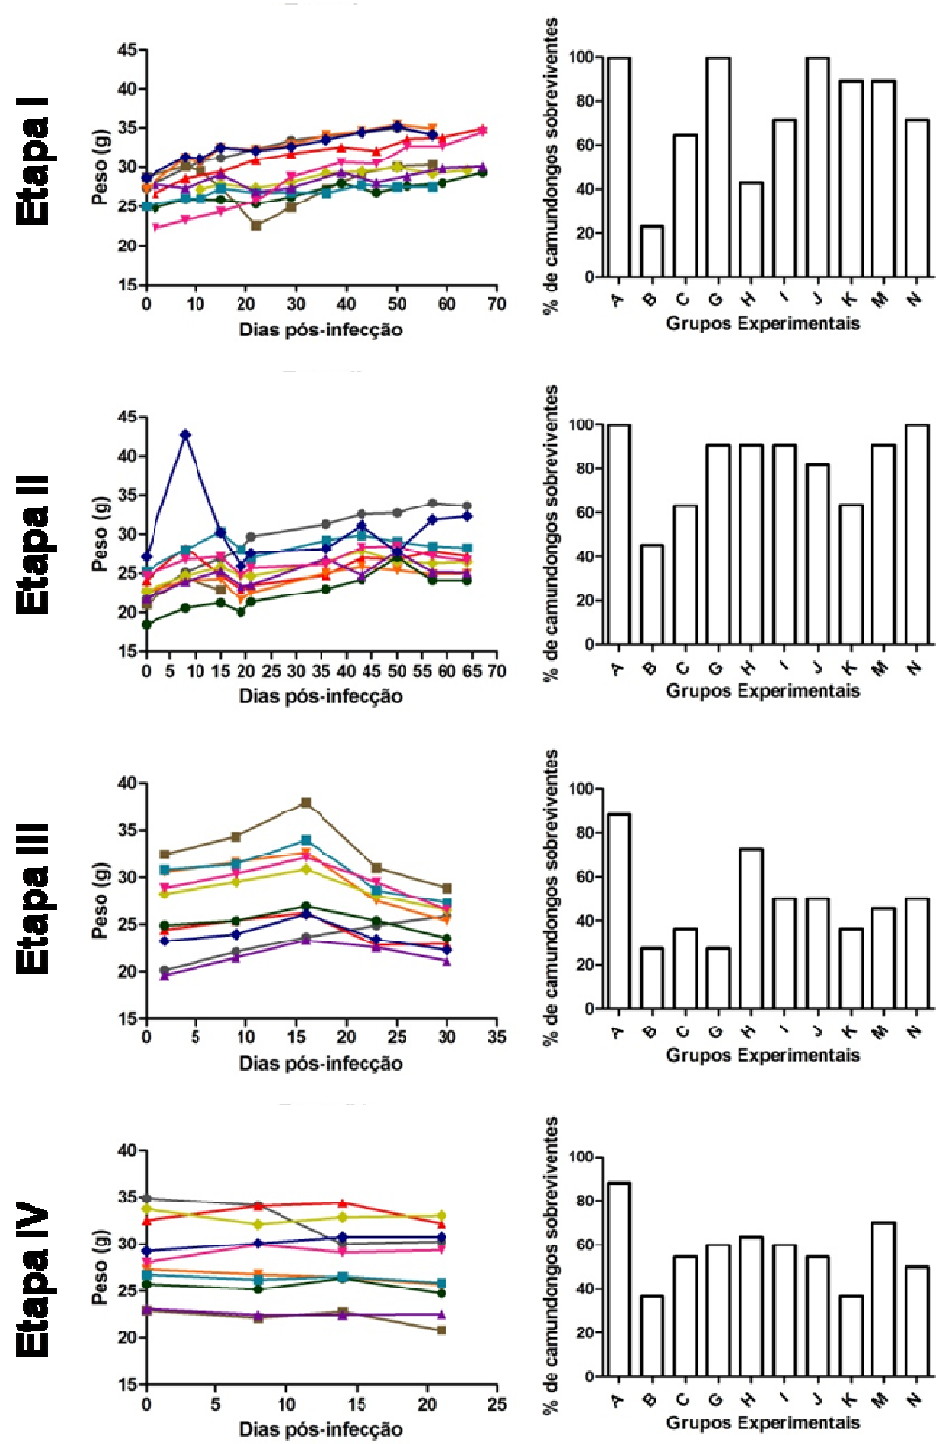 Etapa I
Peso (g)
45
40
35
30
25
20
15
0 10 20 30 40 50 60 70
Dias pós-infecção
% de camundongos sobreviventes
100
80
60
40
20
0
A B C G H I J K M N
Grupos Experimentais
Etapa II
Peso (g)
45
40
35
30
25
20
15
0 5 10 15 20 25 30 35 40 45 50 55 60 65 70
Dias pós-infecção
% de camundongos sobreviventes
100
80
60
40
20
0
A B C G H I J K M N
Grupos Experimentais
Etapa III
Peso (g)
40
35
30
25
20
15
0 5 10 15 20 25 30 35
Dias pós-infecção
% de camundongos sobreviventes
100
80
60
40
20
0
A B C G H I J K M N
Grupos Experimentais
Etapa IV
Peso (g)
40
35
30
25
20
15
0 5 10 15 20 25
Dias pós-infecção
% de camundongos sobreviventes
100
80
60
40
20
0
A B C G H I J K M N
Grupos Experimentais